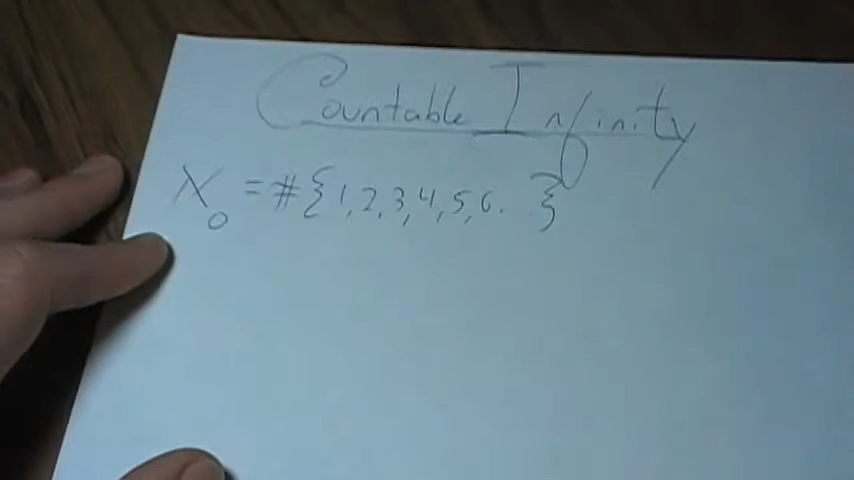 Countable Infinity
ℵ₀ = #{1,2,3,4,5,6...}